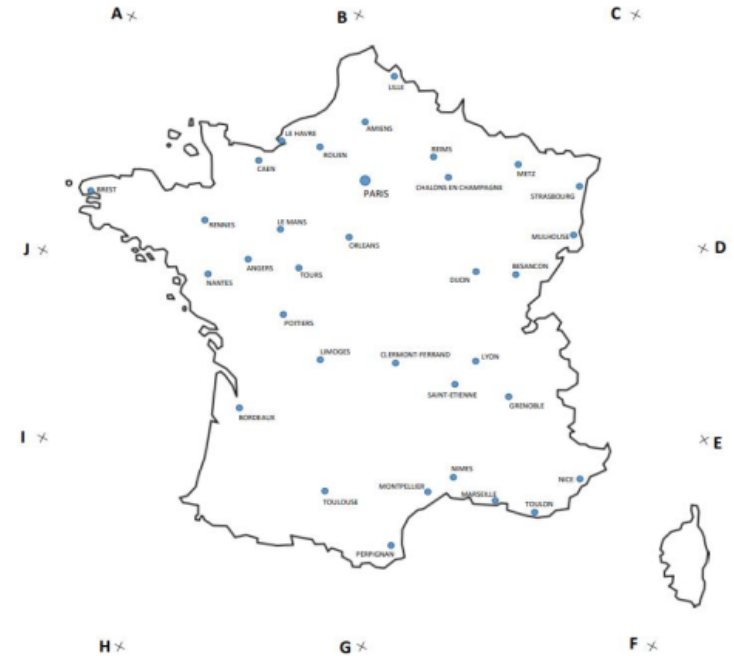 A
B
C
LILLE
AMIENS
LE HAVRE
ROUEN
REIMS
CAEN
METZ
CHALONS EN CHAMPAGNE
BREST
PARIS
STRASBOURG
RENNES
LE MANS
MULHOUSE
ORLEANS
J
D
ANGERS
TOURS
BESANCON
NANTES
DIJON
POITIERS
LIMOGES
CLERMONT-FERRAND
LYON
SAINT-ETIENNE
GRENOBLE
BORDEAUX
I
E
NIMES
MONTPELLIER
NICE
MARSEILLE
TOULOUSE
TOULON
PERPIGNAN
H
G
F